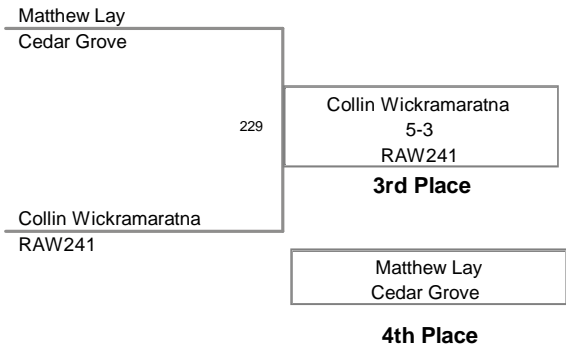 Matthew Lay
Cedar Grove
229
Collin Wickramaratna
5-3
RAW241
3rd Place
Collin Wickramaratna
RAW241
Matthew Lay
Cedar Grove
4th Place